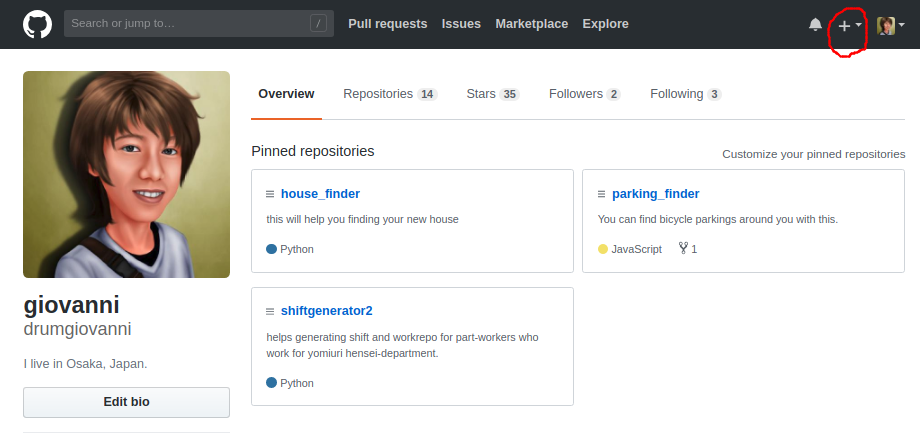 Search or jump to… /
Pull requests Issues Marketplace Explore
Overview Repositories 14 Stars 35 Followers 2 Following 3
Pinned repositories
Customize your pinned repositories
house_finder
this will help you finding your new house
Python
parking_finder
You can find bicycle parkings around you with this.
JavaScript 1
shiftgenerator2
helps generating shift and workrepo for part-workers who
work for yomiuri hensei-department.
Python
giovanni
drumgiovanni
I live in Osaka, Japan.
Edit bio